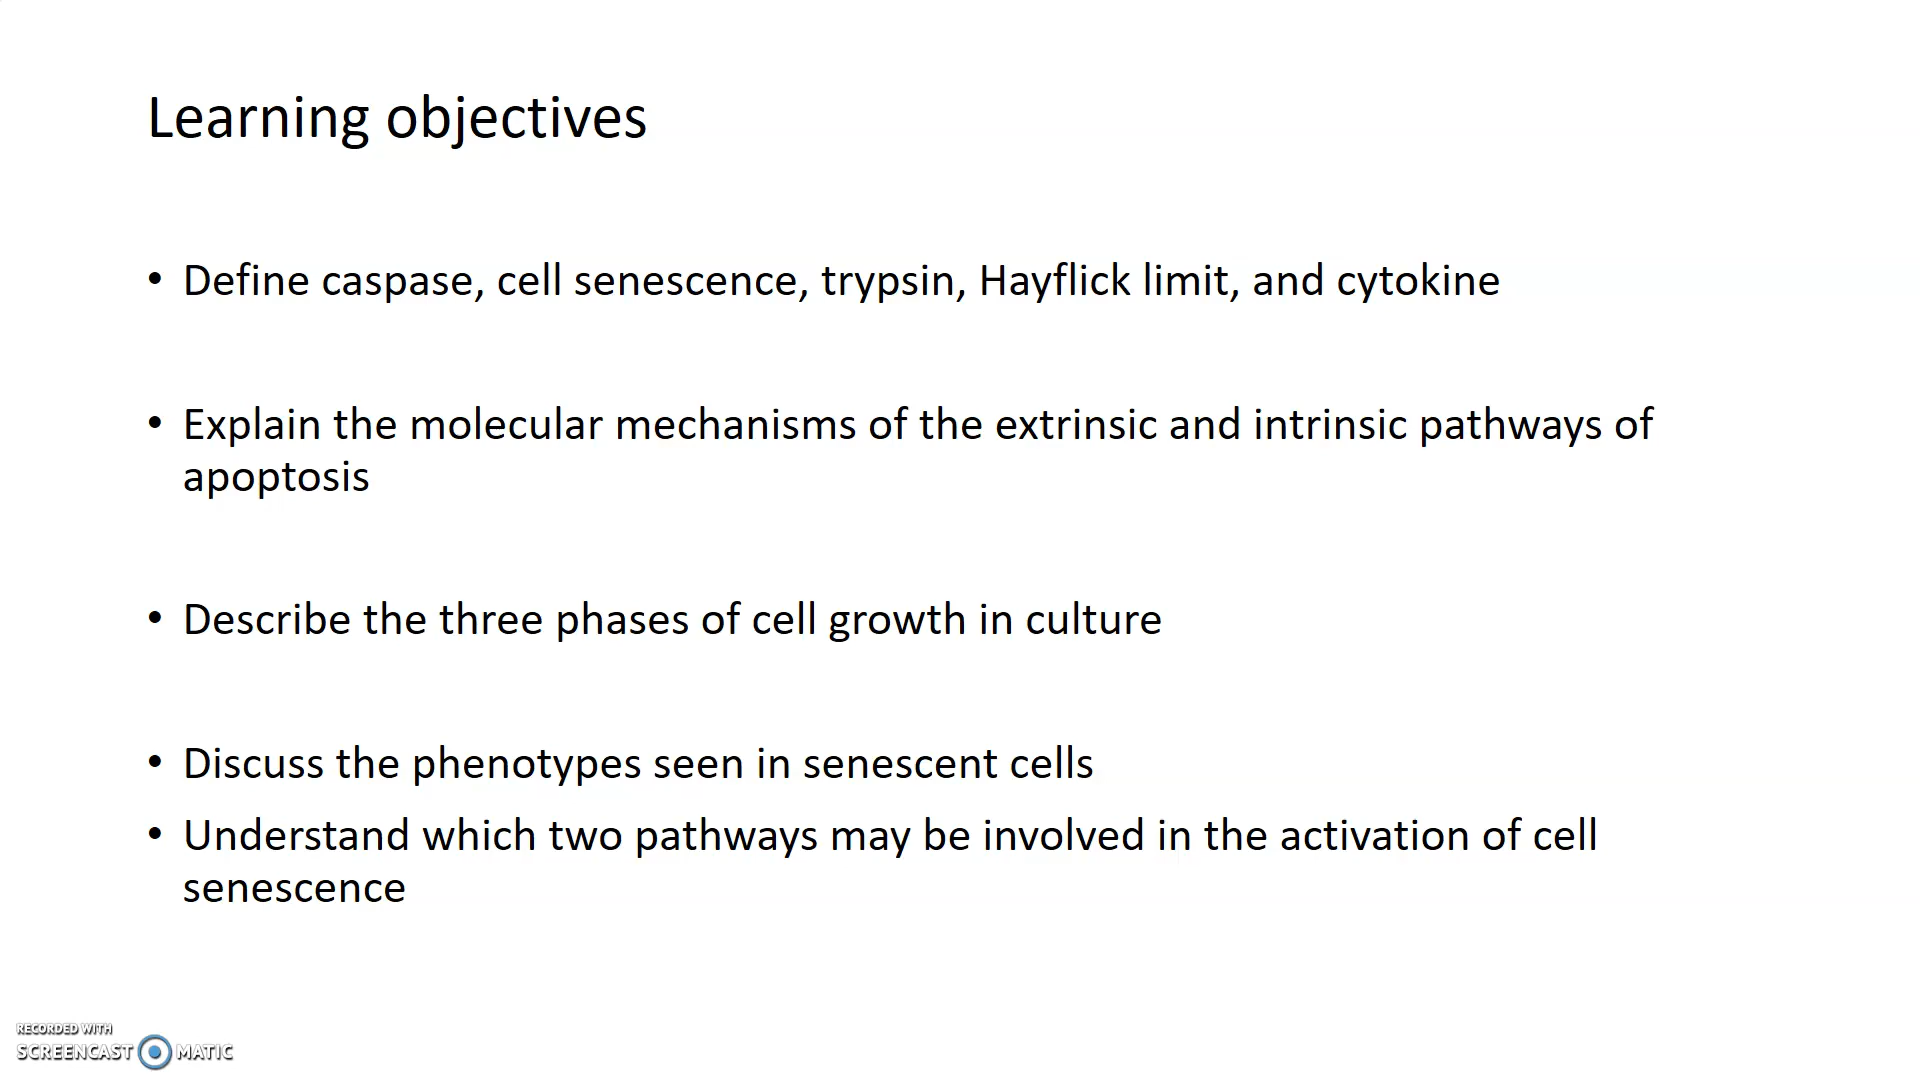 Learning objectives
• Define caspase, cell senescence, trypsin, Hayflick limit, and cytokine
• Explain the molecular mechanisms of the extrinsic and intrinsic pathways of
apoptosis
• Describe the three phases of cell growth in culture
• Discuss the phenotypes seen in senescent cells
• Understand which two pathways may be involved in the activation of cell
senescence
RECORDED WITH
SCREENCAST MATIC